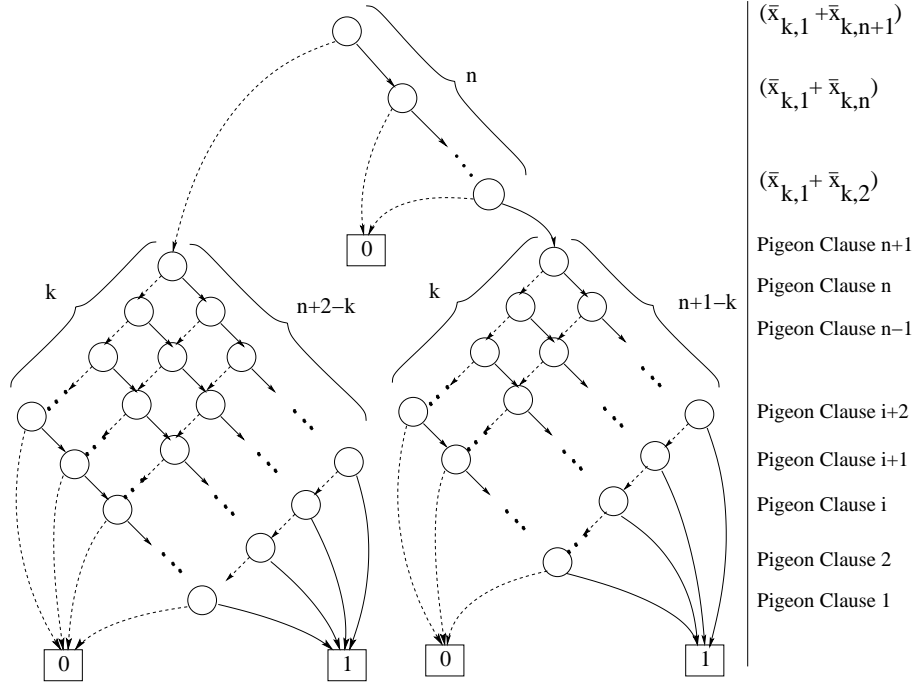 n
0
k
n+2−k
k
n+1−k
0
1
0
1
(x̄k,1 +x̄k,n+1)
(x̄k,1 + x̄k,n)
(x̄k,1 + x̄k,2)
Pigeon Clause n+1
Pigeon Clause n
Pigeon Clause n−1
Pigeon Clause i+2
Pigeon Clause i+1
Pigeon Clause i
Pigeon Clause 2
Pigeon Clause 1